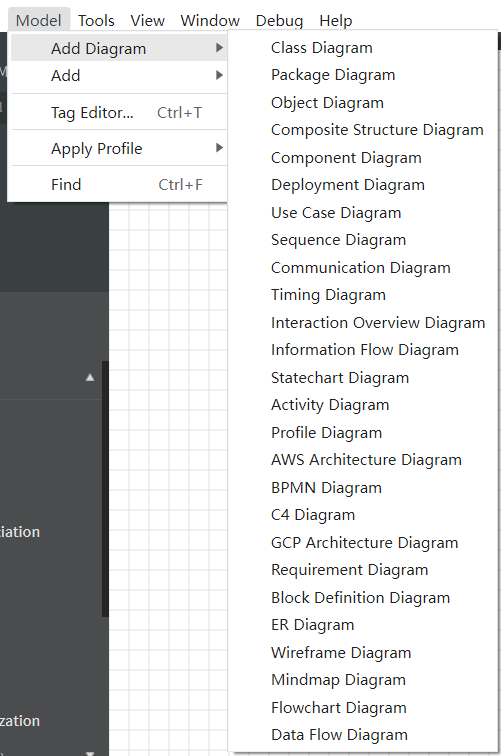 Model Tools View Window Debug Help
Add Diagram
Add
Tag Editor... Ctrl+T
Apply Profile
Find Ctrl+F
Class Diagram
Package Diagram
Object Diagram
Composite Structure Diagram
Component Diagram
Deployment Diagram
Use Case Diagram
Sequence Diagram
Communication Diagram
Timing Diagram
Interaction Overview Diagram
Information Flow Diagram
Statechart Diagram
Activity Diagram
Profile Diagram
AWS Architecture Diagram
BPMN Diagram
C4 Diagram
GCP Architecture Diagram
Requirement Diagram
Block Definition Diagram
ER Diagram
Wireframe Diagram
Mindmap Diagram
Flowchart Diagram
Data Flow Diagram
iation
zation